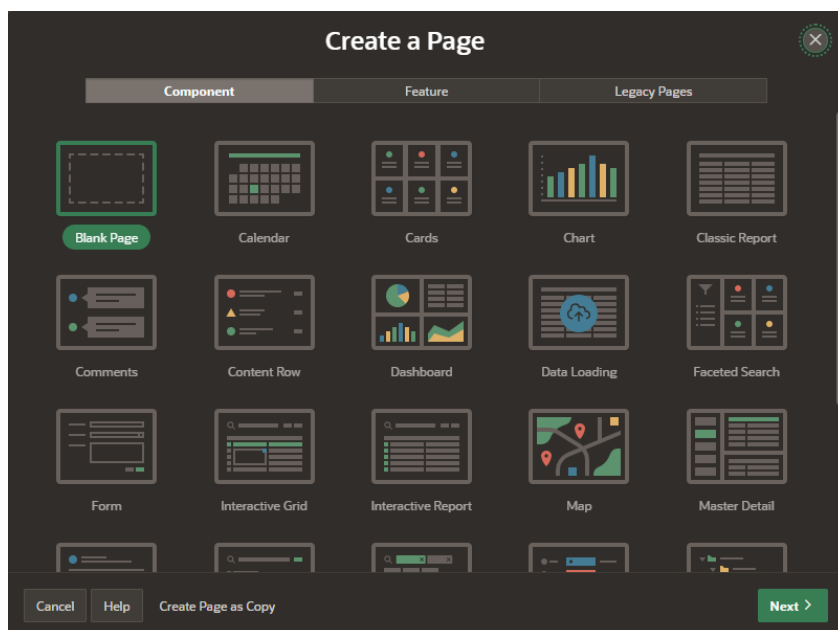 Create a Page
Component Feature Legacy Pages
Blank Page Calendar Cards Chart Classic Report
Comments Content Row Dashboard Data Loading Faceted Search
Form Interactive Grid Interactive Report Map Master Detail
Cancel Help Create Page as Copy Next